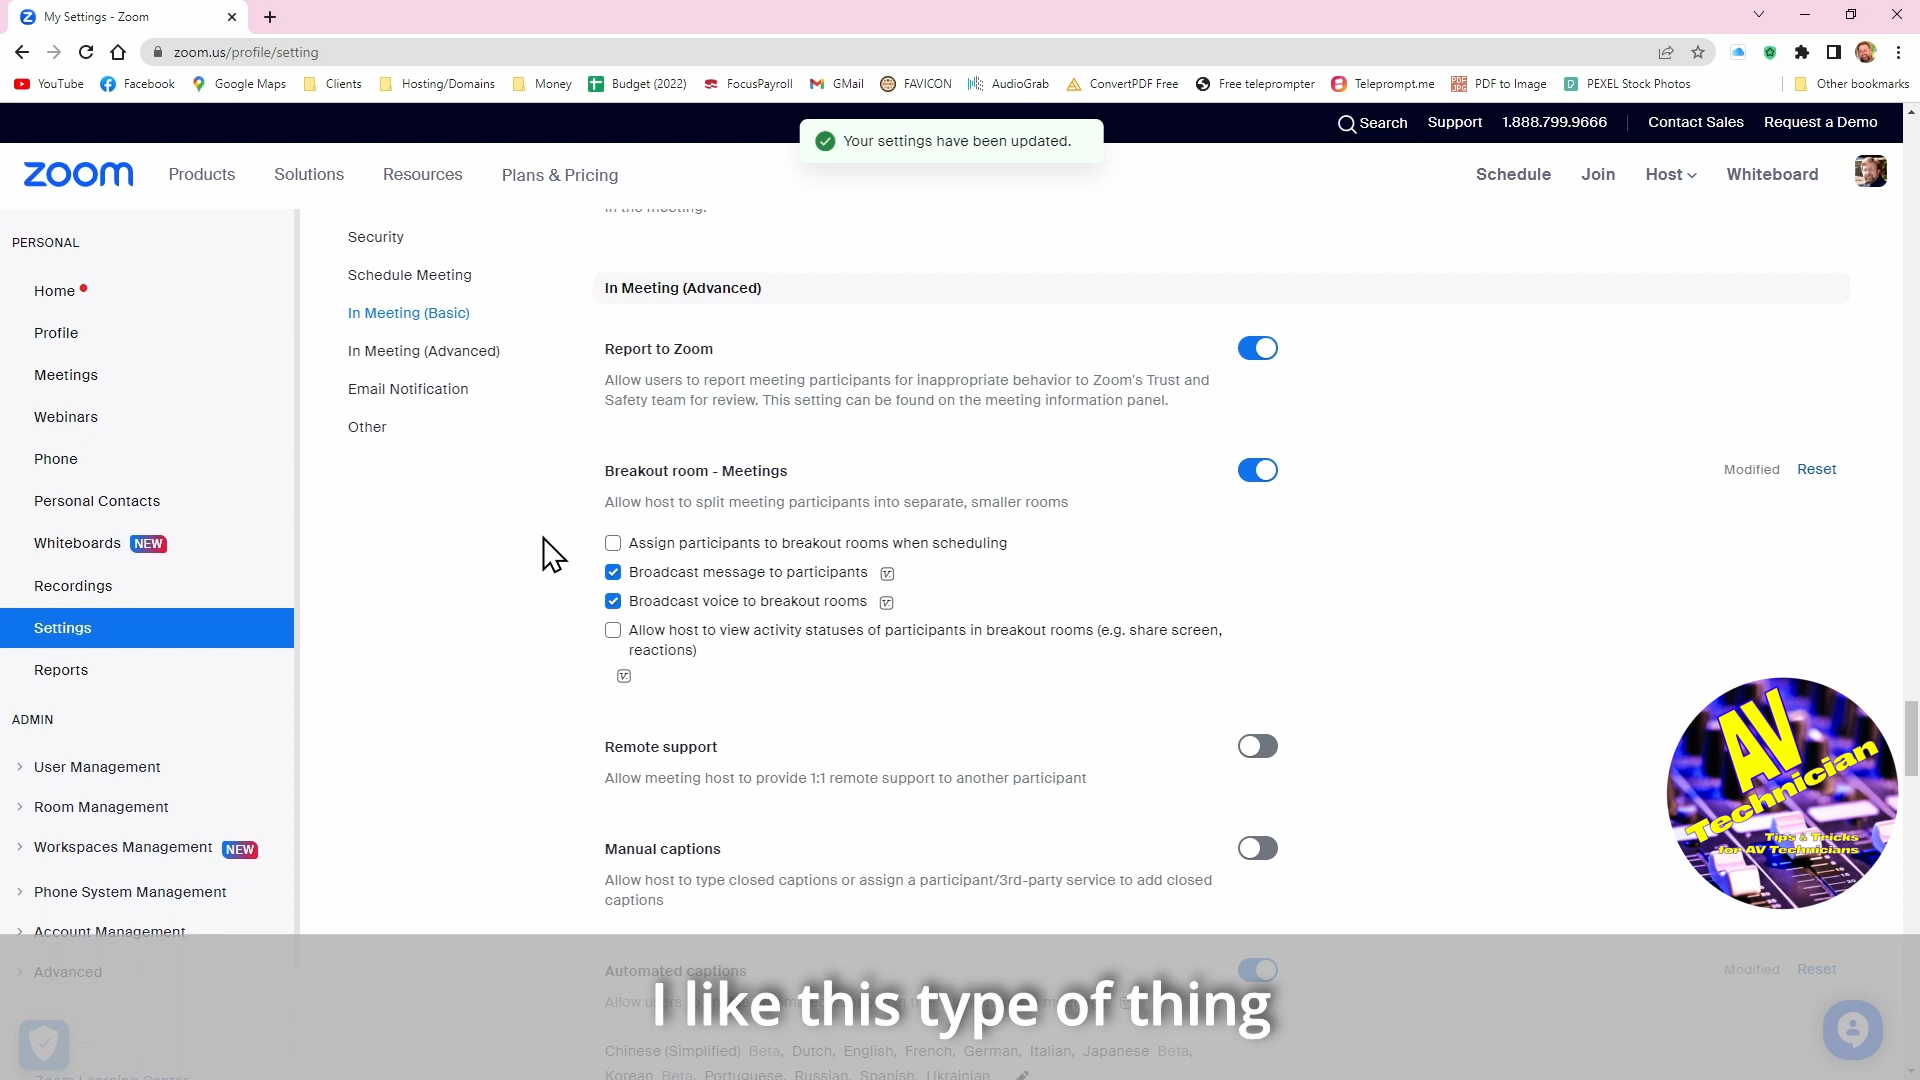 My Settings - Zoom
zoom.us/profile/setting
YouTube Facebook Google Maps Clients Hosting/Domains Money Budget (2022) FocusPayroll GMail FAVICON AudioGrab ConvertPDF Free Free teleprompter Teleprompt.me PDF to Image PEXEL Stock Photos Other bookmarks
Search Support 1.888.799.9666 Contact Sales Request a Demo
Your settings have been updated.
zoom Products Solutions Resources Plans & Pricing Schedule Join Host Whiteboard
PERSONAL
Home
Profile
Meetings
Webinars
Phone
Personal Contacts
Whiteboards NEW
Recordings
Settings
Reports
ADMIN
User Management
Room Management
Workspaces Management NEW
Phone System Management
Account Management
Advanced
Zoom Learning Center
Security
Schedule Meeting
In Meeting (Basic)
In Meeting (Advanced)
Email Notification
Other
in the meeting.
In Meeting (Advanced)
Report to Zoom
Allow users to report meeting participants for inappropriate behavior to Zoom's Trust and
Safety team for review. This setting can be found on the meeting information panel.
Breakout room - Meetings
Modified Reset
Allow host to split meeting participants into separate, smaller rooms
Assign participants to breakout rooms when scheduling
Broadcast message to participants
Broadcast voice to breakout rooms
Allow host to view activity statuses of participants in breakout rooms (e.g. share screen,
reactions)
Remote support
Allow meeting host to provide 1:1 remote support to another participant
Manual captions
Allow host to type closed captions or assign a participant/3rd-party service to add closed
captions
Automated captions
Modified Reset
Allow
Chinese (Simplified) Beta, Dutch, English, French, German, Italian, Japanese Beta,
Korean Beta, Portuguese, Russian, Spanish, Ukrainian
I like this type of thing
AV
Technician
Tips & Tricks
for AV Technicians